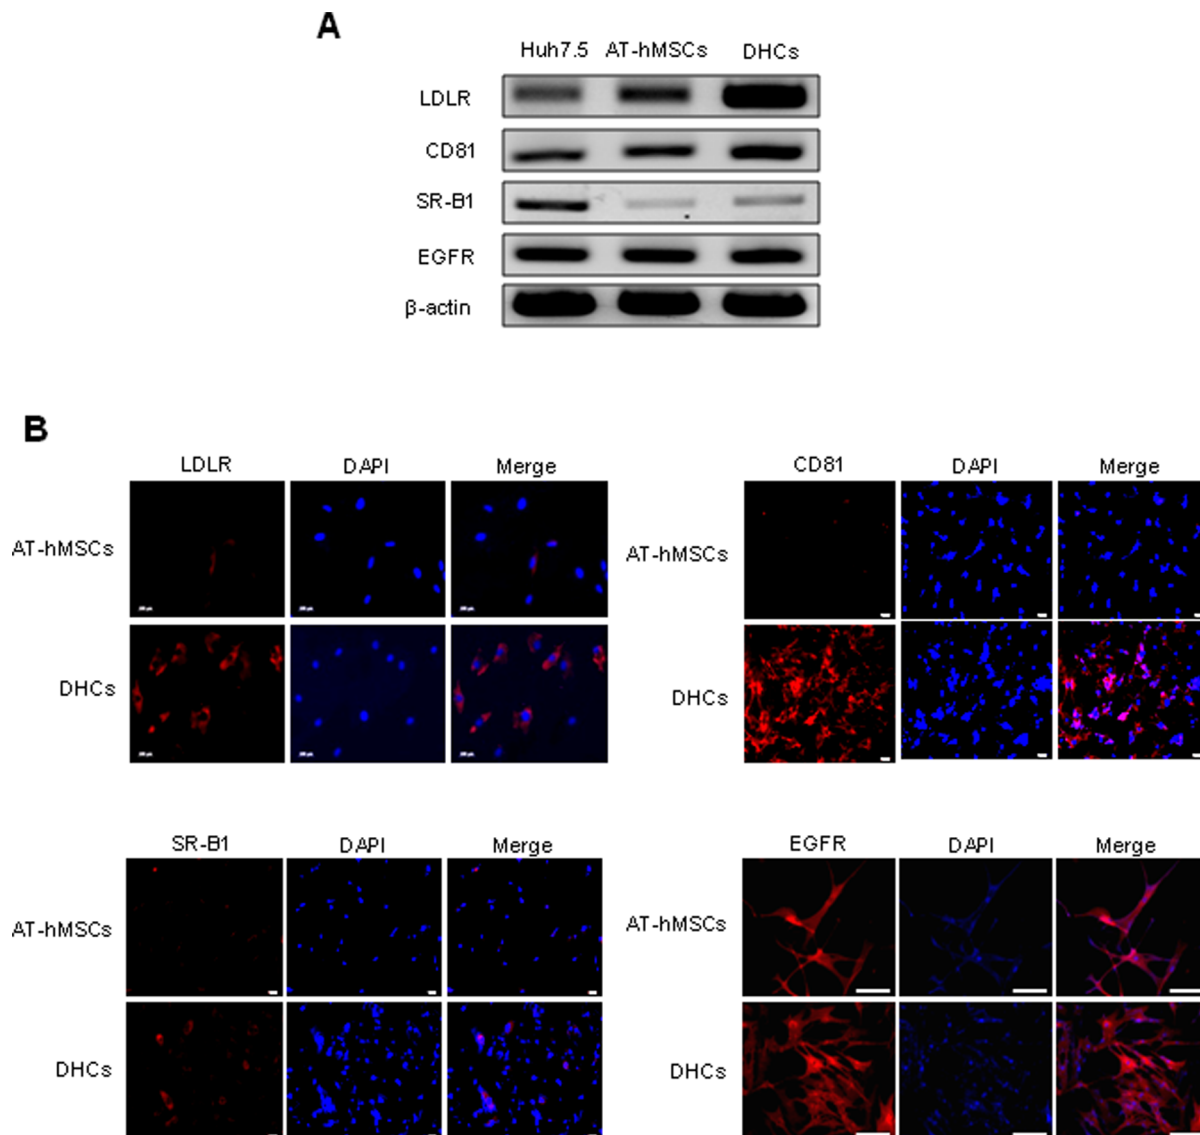 A
Huh7.5 AT-hMSCs DHCs
LDLR
CD81
SR-B1
EGFR
β-actin
B
LDLR DAPI Merge
AT-hMSCs
DHCs
CD81 DAPI Merge
AT-hMSCs
DHCs
SR-B1 DAPI Merge
AT-hMSCs
DHCs
EGFR DAPI Merge
AT-hMSCs
DHCs